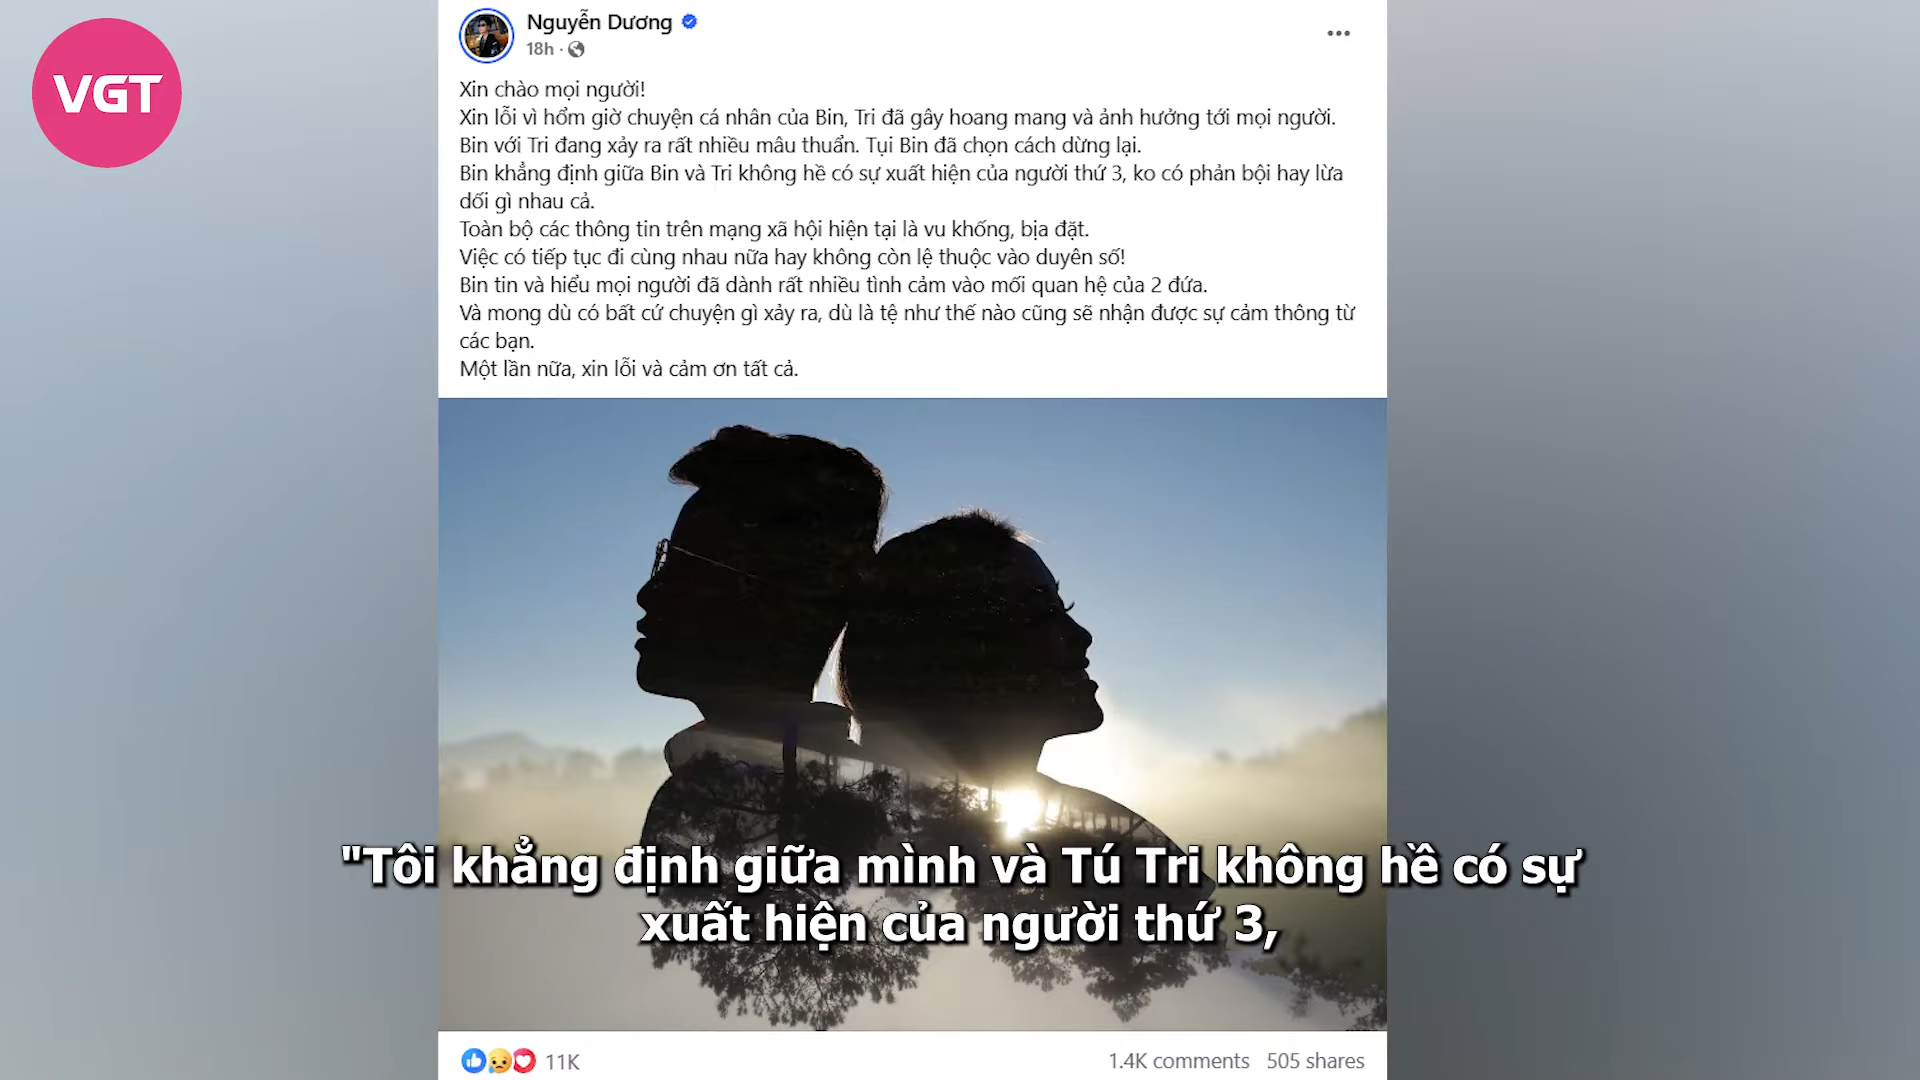 VGT
Nguyễn Dương
18h ·
Xin chào mọi người!
Xin lỗi vì hổm giờ chuyện cá nhân của Bin, Tri đã gây hoang mang và ảnh hưởng tới mọi người.
Bin với Tri đang xảy ra rất nhiều mâu thuẩn. Tụi Bin đã chọn cách dừng lại.
Bin khẳng định giữa Bin và Tri không hề có sự xuất hiện của người thứ 3, ko có phản bội hay lừa
dối gì nhau cả.
Toàn bộ các thông tin trên mạng xã hội hiện tại là vu khống, bịa đặt.
Việc có tiếp tục đi cùng nhau nữa hay không còn lệ thuộc vào duyên số!
Bin tin và hiểu mọi người đã dành rất nhiều tình cảm vào mối quan hệ của 2 đứa.
Và mong dù có bất cứ chuyện gì xảy ra, dù là tệ như thế nào cũng sẽ nhận được sự cảm thông từ
các bạn.
Một lần nữa, xin lỗi và cảm ơn tất cả.
"Tôi khẳng định giữa mình và Tú Tri không hề có sự
xuất hiện của người thứ 3,
11K
1.4K comments 505 shares